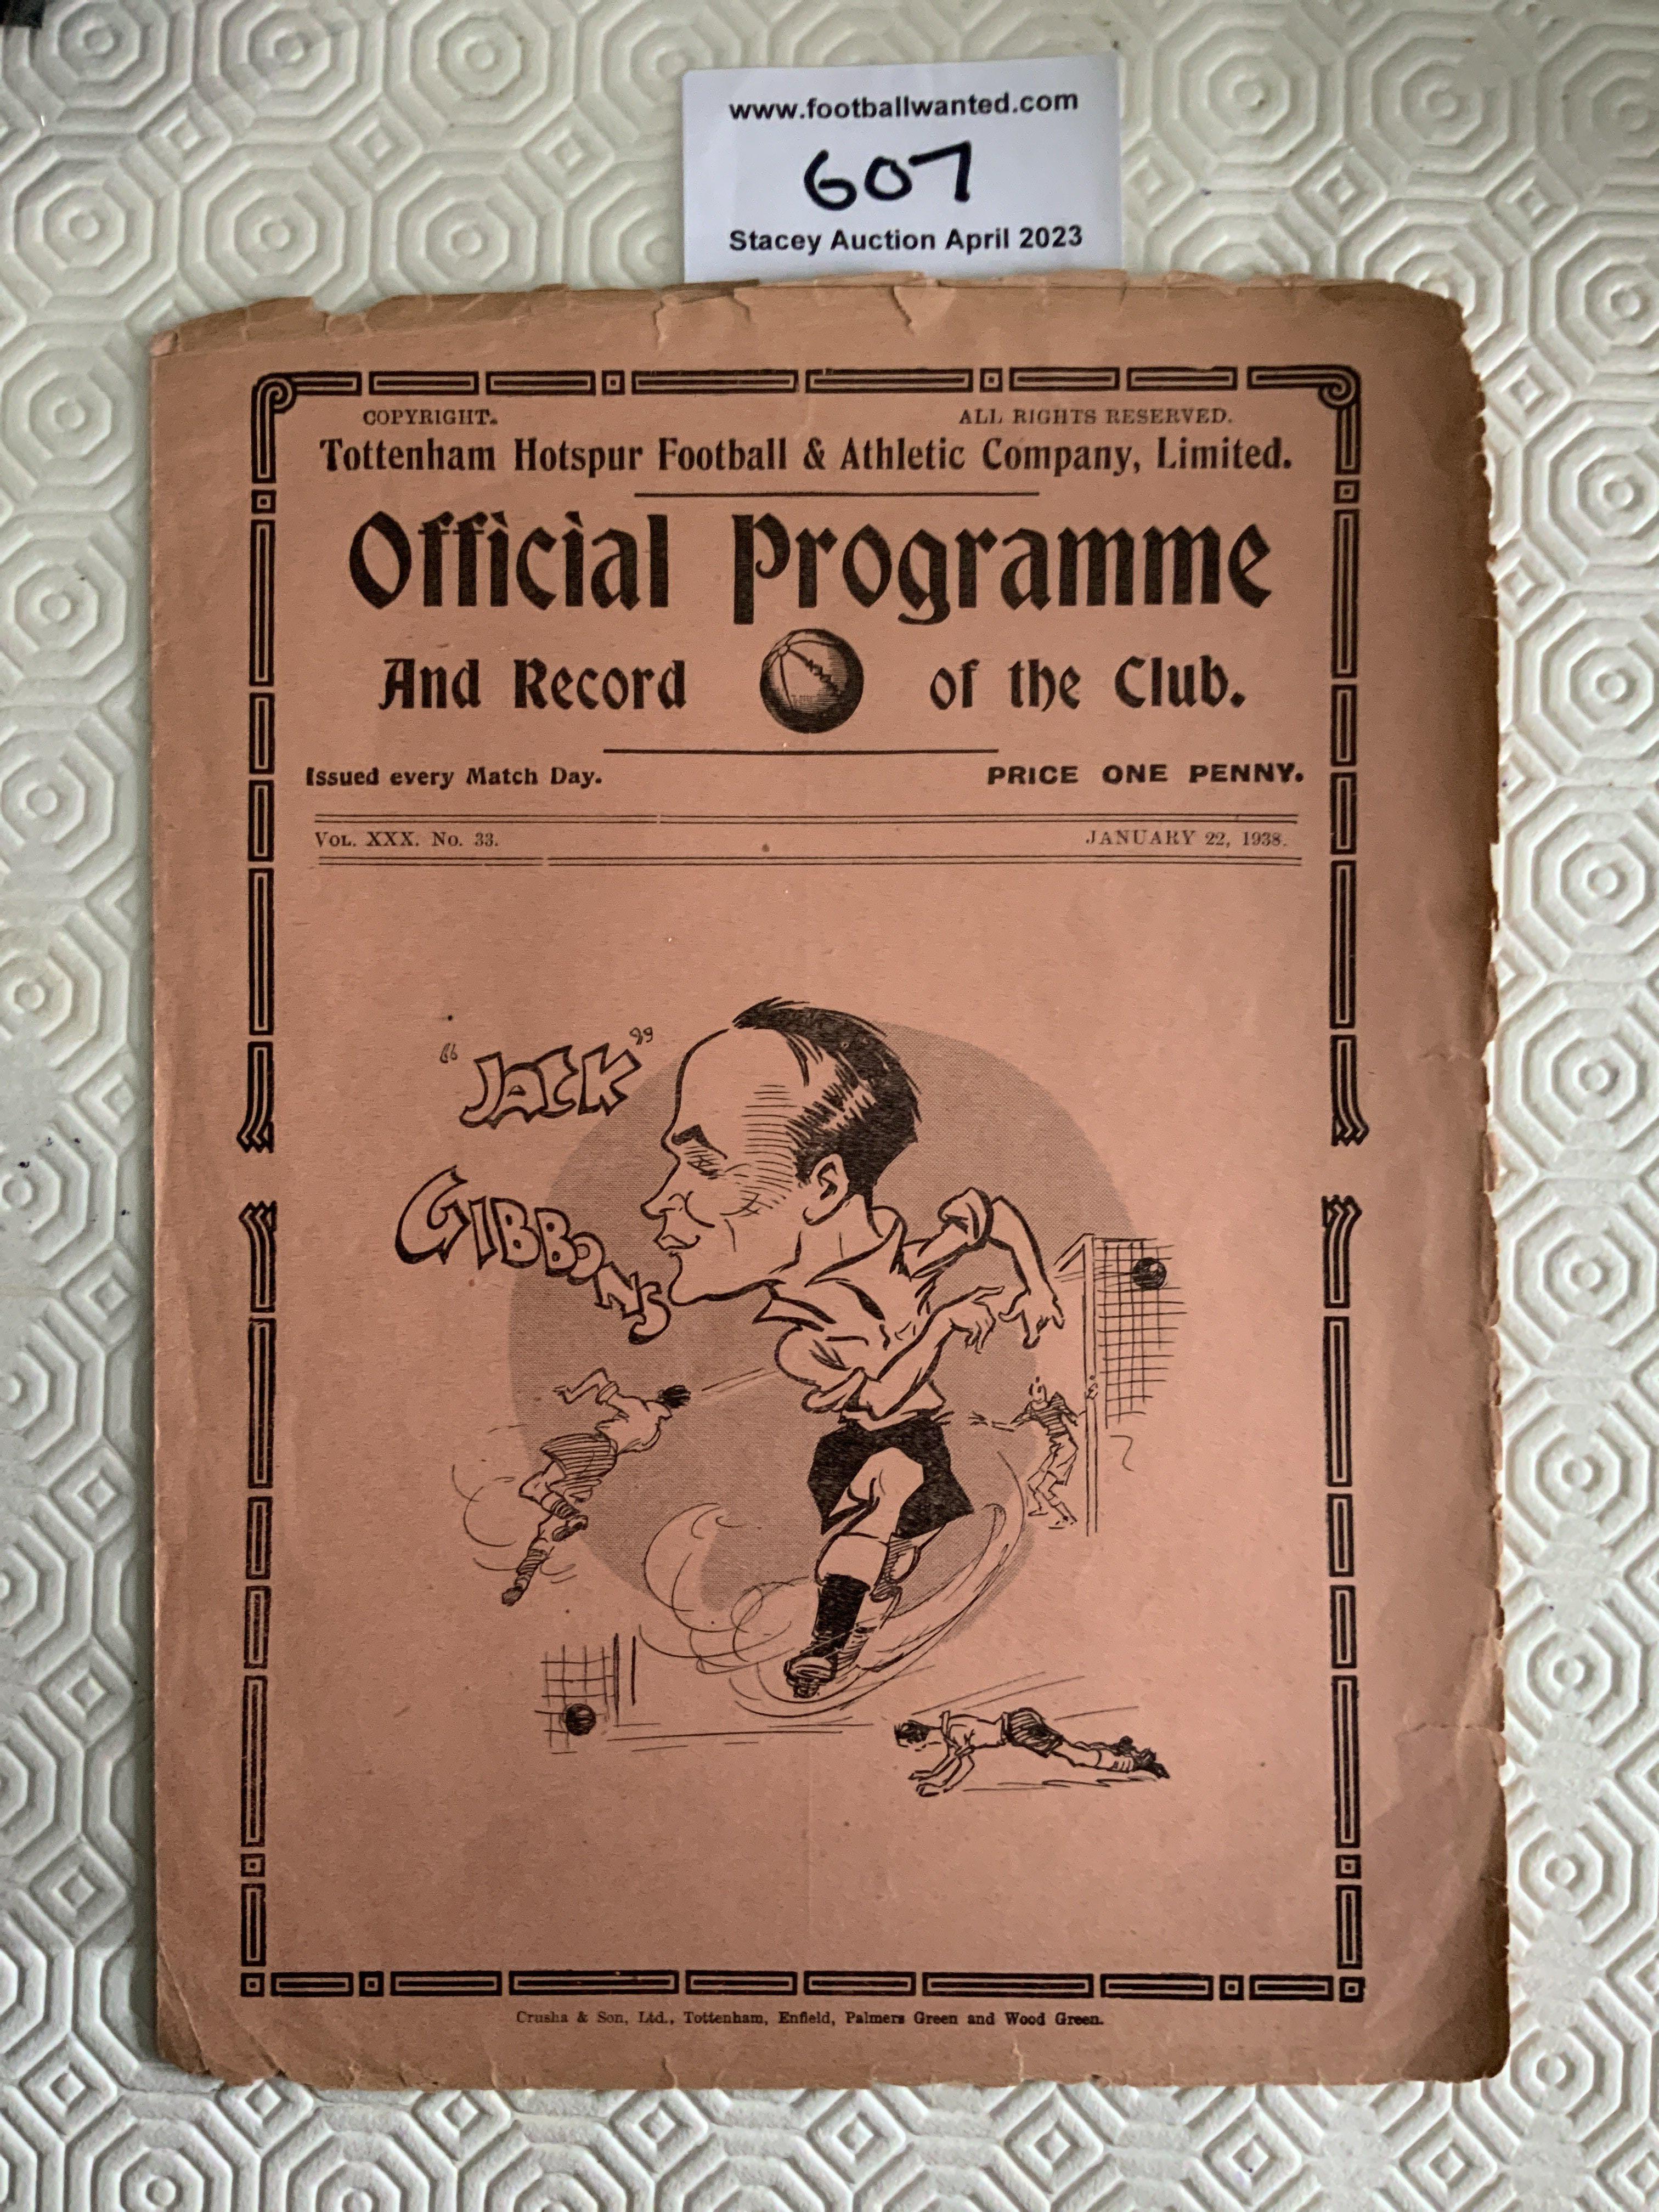 www.footballwanted.com
607
Stacey Auction April 2023
COPYRIGHT. ALL RIGHTS RESERVED.
Tottenham Hotspur Football & Athletic Company, Limited.
Official Programme
And Record of the Club.
Issued every Match Day. PRICE ONE PENNY.
VOL. XXX. No. 33. JANUARY 22, 1938.
"JACK"
GIBBONS
Crusha & Son, Ltd., Tottenham, Enfield, Palmers Green and Wood Green.